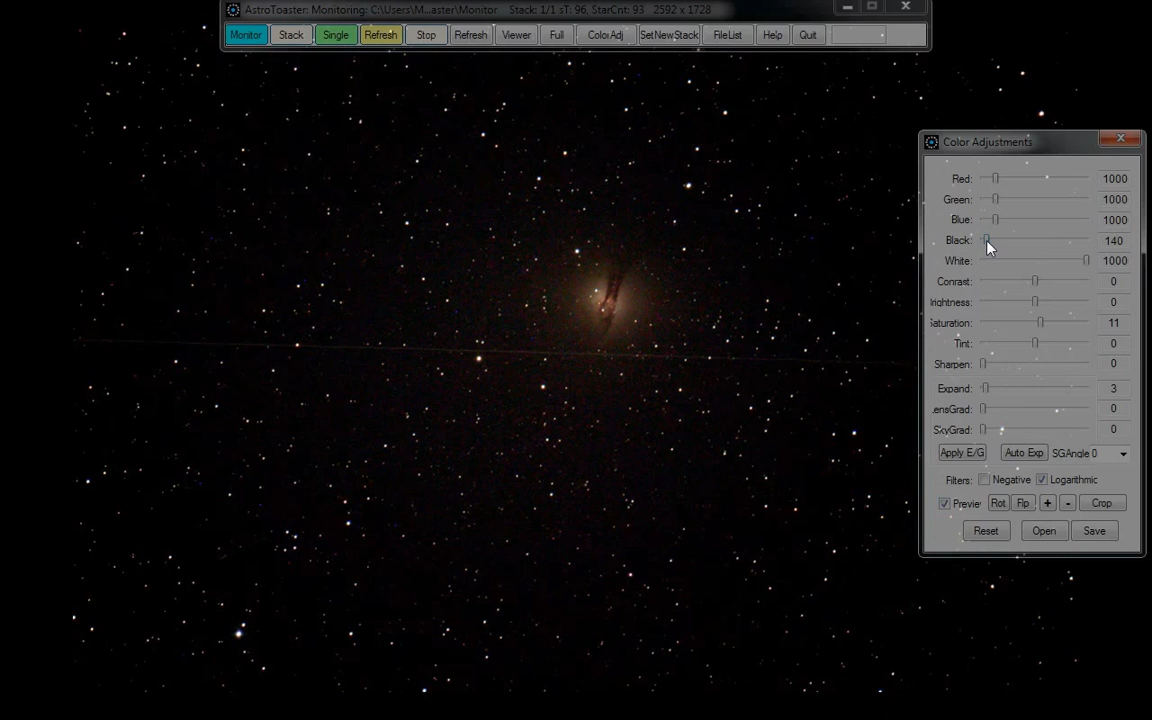 AstroToaster: Monitoring: C:\Users\M...aster\Monitor Stack: 1/1 sT: 96, StarCnt: 93 2592 x 1728
Monitor Stack Single Refresh Stop Refresh Viewer Full ColorAdj SetNewStack FileList Help Quit
Color Adjustments
Red: 1000
Green: 1000
Blue: 1000
Black: 140
White: 1000
Contrast: 0
Brightness: 0
Saturation: 11
Tint: 0
Sharpen: 0
Expand: 3
LensGrad: 0
SkyGrad: 0
Apply E/G Auto Exp SGAngle 0
Filters: Negative Logarithmic
Preview Rot Flp + - Crop
Reset Open Save